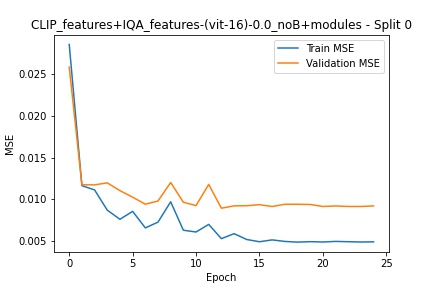 CLIP_features+IQA_features-(vit-16)-0.0_noB+modules - Split 0
Train MSE
Validation MSE
0.025
0.020
0.015
0.010
0.005
MSE
0 5 10 15 20 25
Epoch